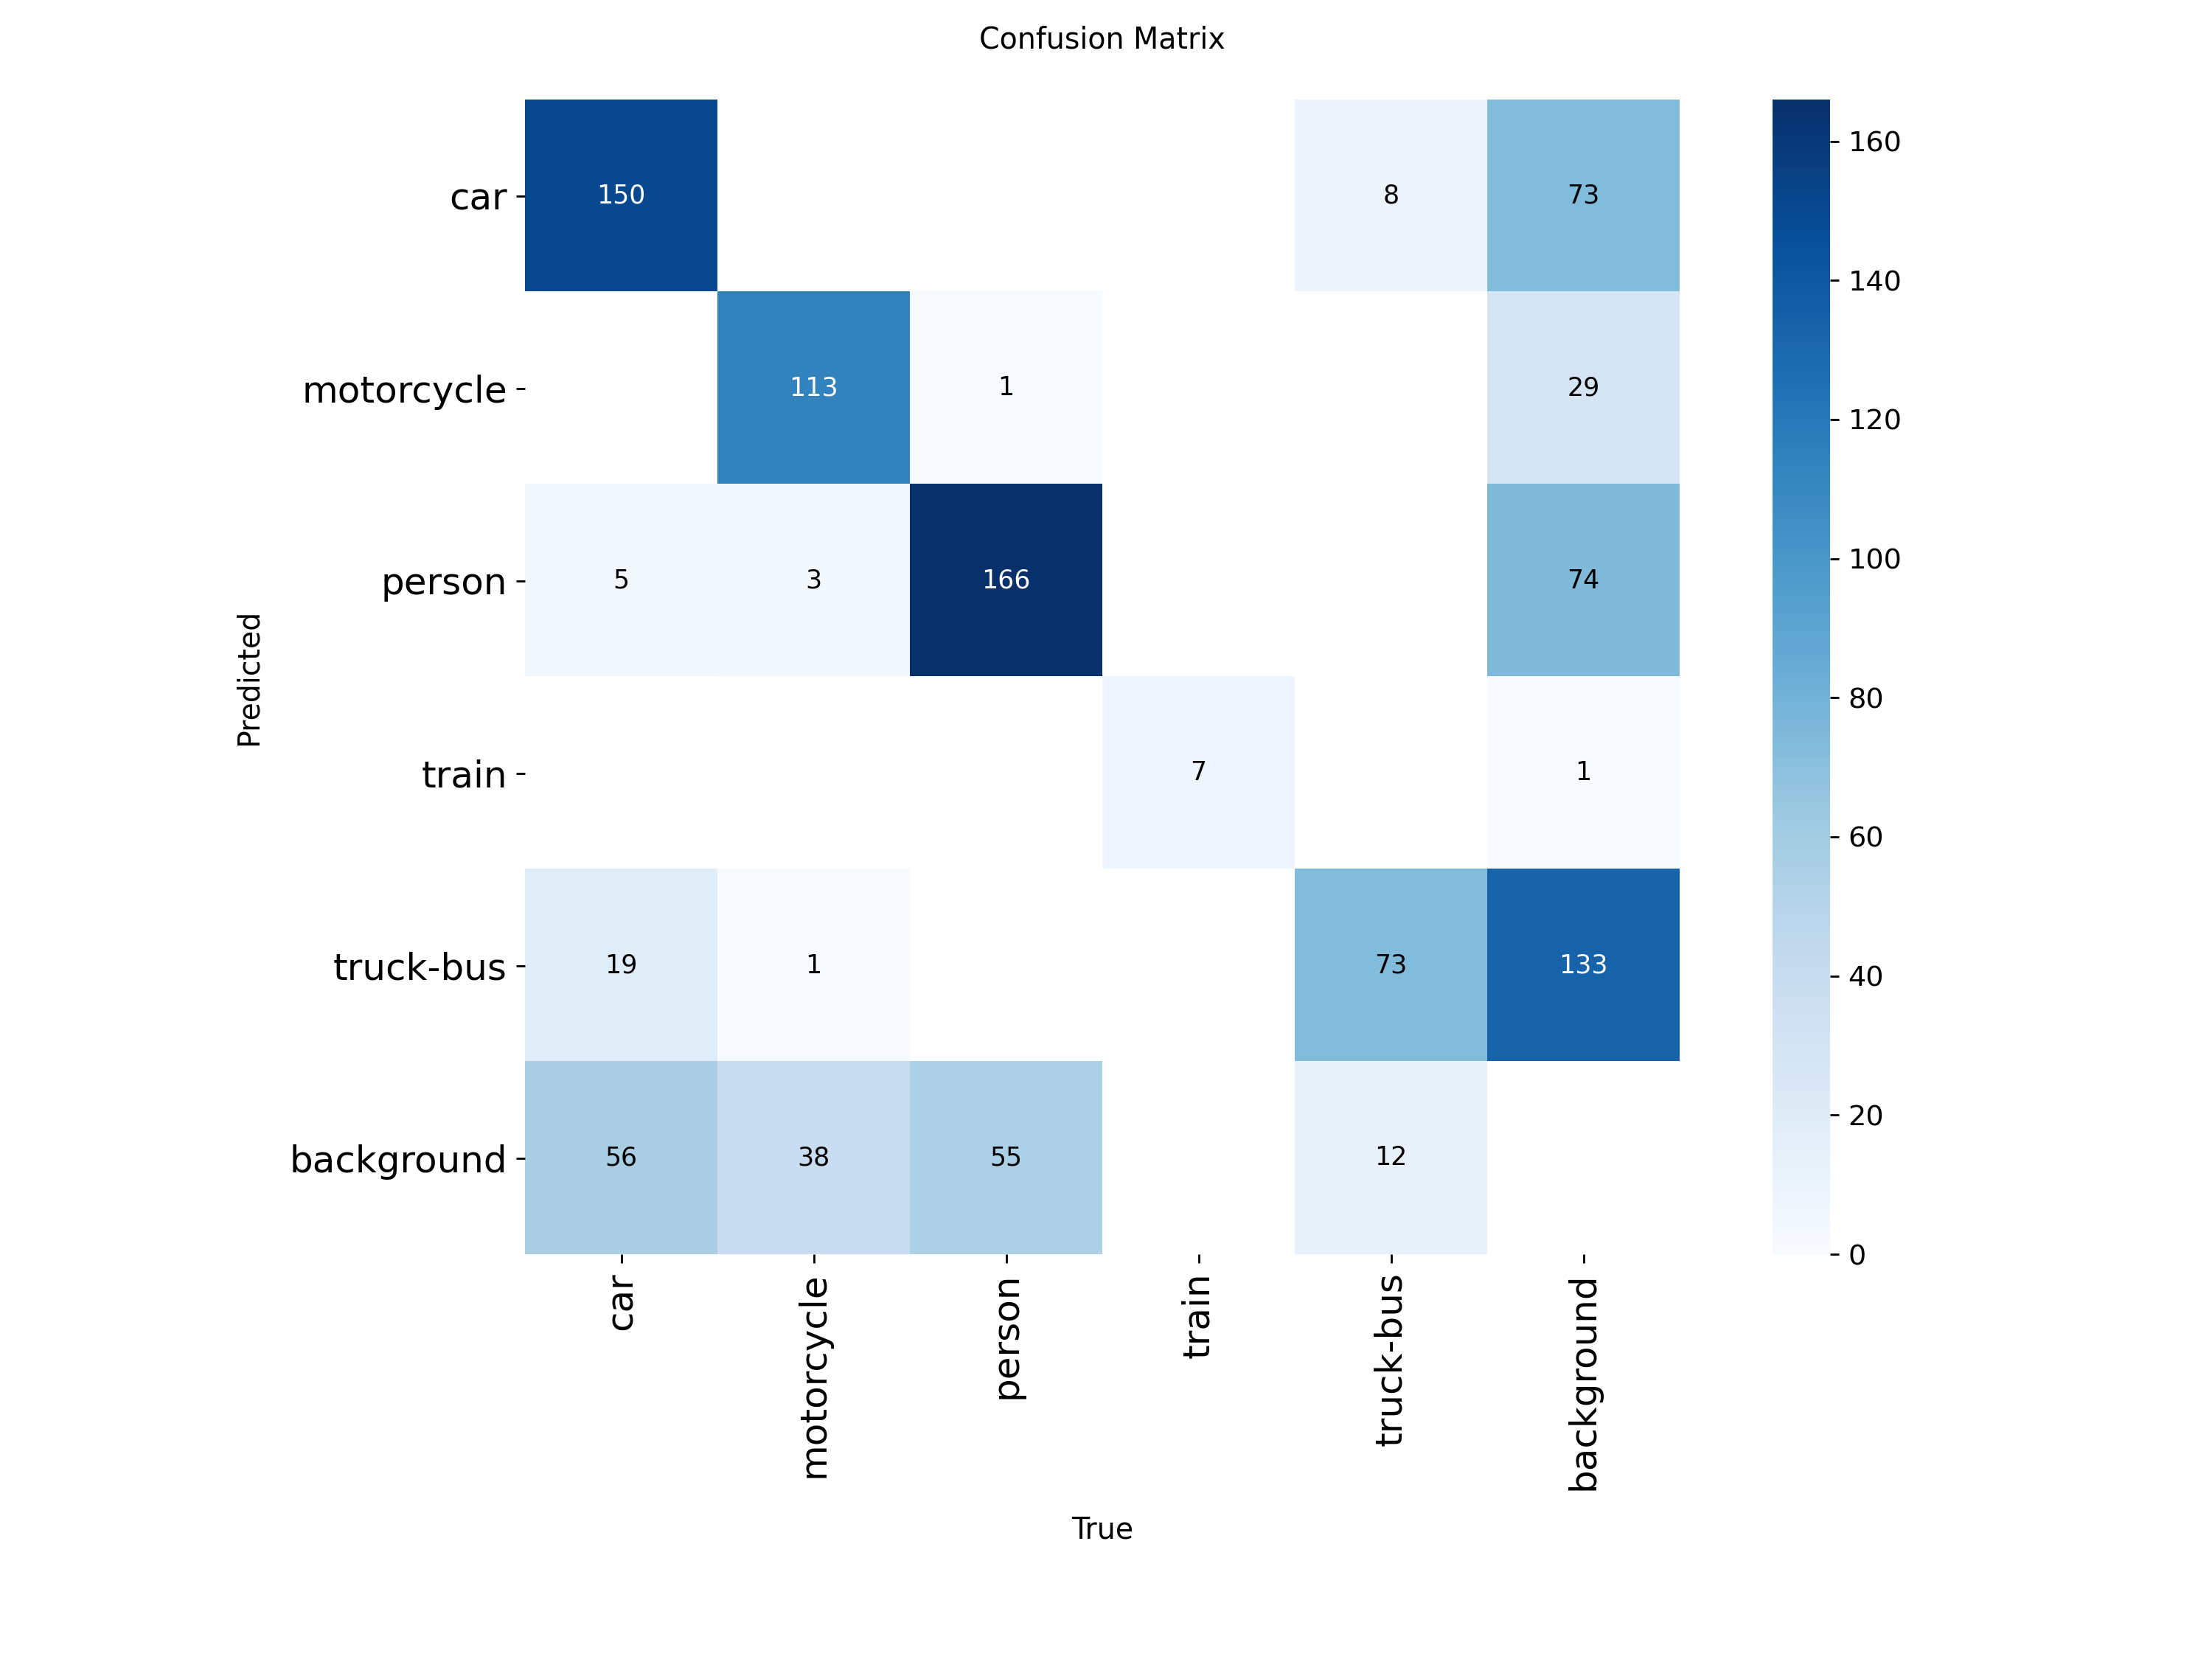 Confusion Matrix
car
150
8
73
motorcycle
113
1
29
person
5
3
166
74
train
7
1
truck-bus
19
1
73
133
background
56
38
55
12
Predicted
car
motorcycle
person
train
truck-bus
background
True
160
140
120
100
80
60
40
20
0